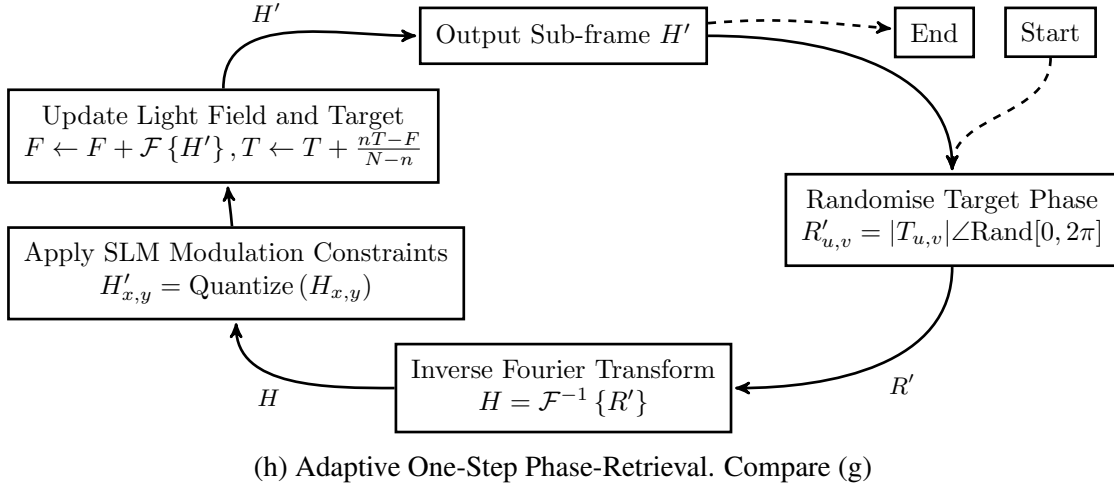 H′
Output Sub-frame H′
End
Start
Update Light Field and Target
F ← F + ℱ {H′} , T ← T + (nT−F)/(N−n)
Randomise Target Phase
R′_{u,v} = |T_{u,v}|∠Rand[0, 2π]
Apply SLM Modulation Constraints
H′_{x,y} = Quantize (H_{x,y})
Inverse Fourier Transform
H = ℱ^{−1} {R′}
H
R′
(h) Adaptive One-Step Phase-Retrieval. Compare (g)